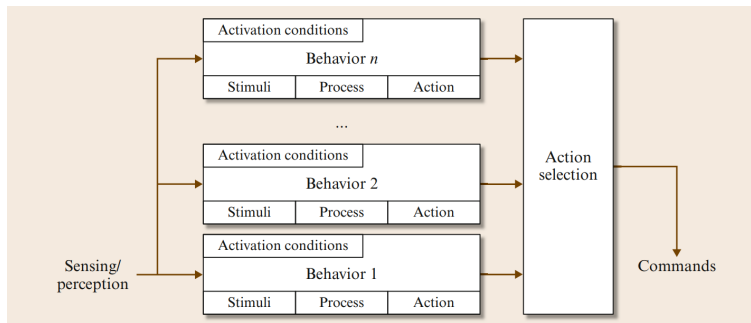 Activation conditions
Behavior n
Stimuli Process Action
...
Activation conditions
Behavior 2
Stimuli Process Action
Activation conditions
Behavior 1
Stimuli Process Action
Sensing/
perception
Action
selection
Commands